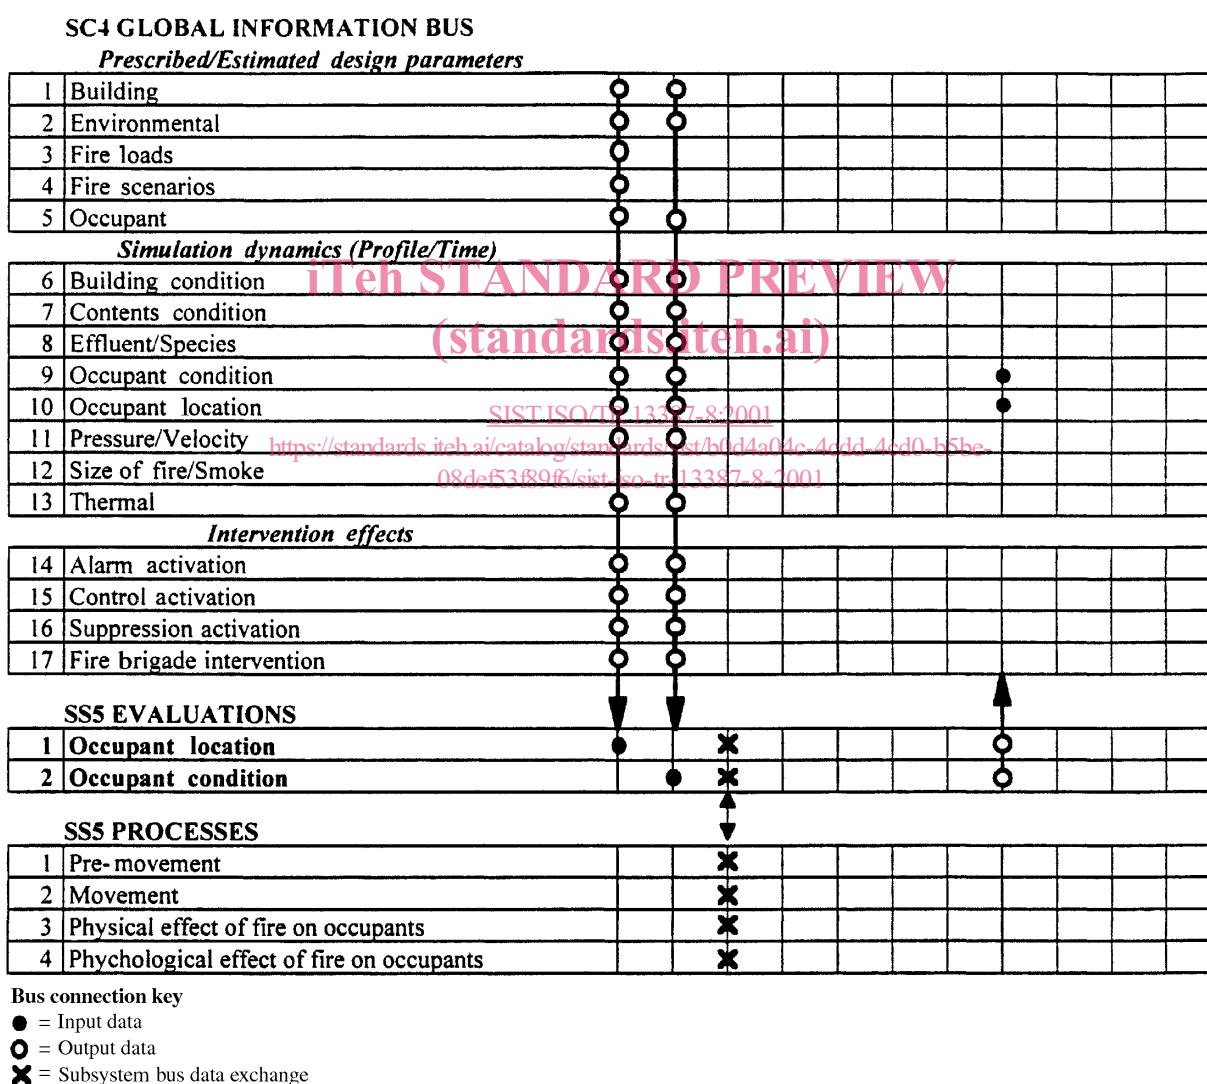 SC4 GLOBAL INFORMATION BUS
Prescribed/Estimated design parameters
1 Building
2 Environmental
3 Fire loads
4 Fire scenarios
5 Occupant
Simulation dynamics (Profile/Time)
iTeh STANDARD PREVIEW
6 Building condition
7 Contents condition
(standards.iteh.ai)
8 Effluent/Species
9 Occupant condition
10 Occupant location
SIST ISO/TR 13387-8:2001
11 Pressure/Velocity
https://standards.iteh.ai/catalog/standards/sist/b0d4a04c-4cdd-4cd0-b5be-
12 Size of fire/Smoke
08def53f89f6/sist-iso-tr-13387-8-2001
13 Thermal
Intervention effects
14 Alarm activation
15 Control activation
16 Suppression activation
17 Fire brigade intervention
SS5 EVALUATIONS
1 Occupant location
2 Occupant condition
SS5 PROCESSES
1 Pre-movement
2 Movement
3 Physical effect of fire on occupants
4 Phychological effect of fire on occupants
Bus connection key
= Input data
= Output data
= Subsystem bus data exchange